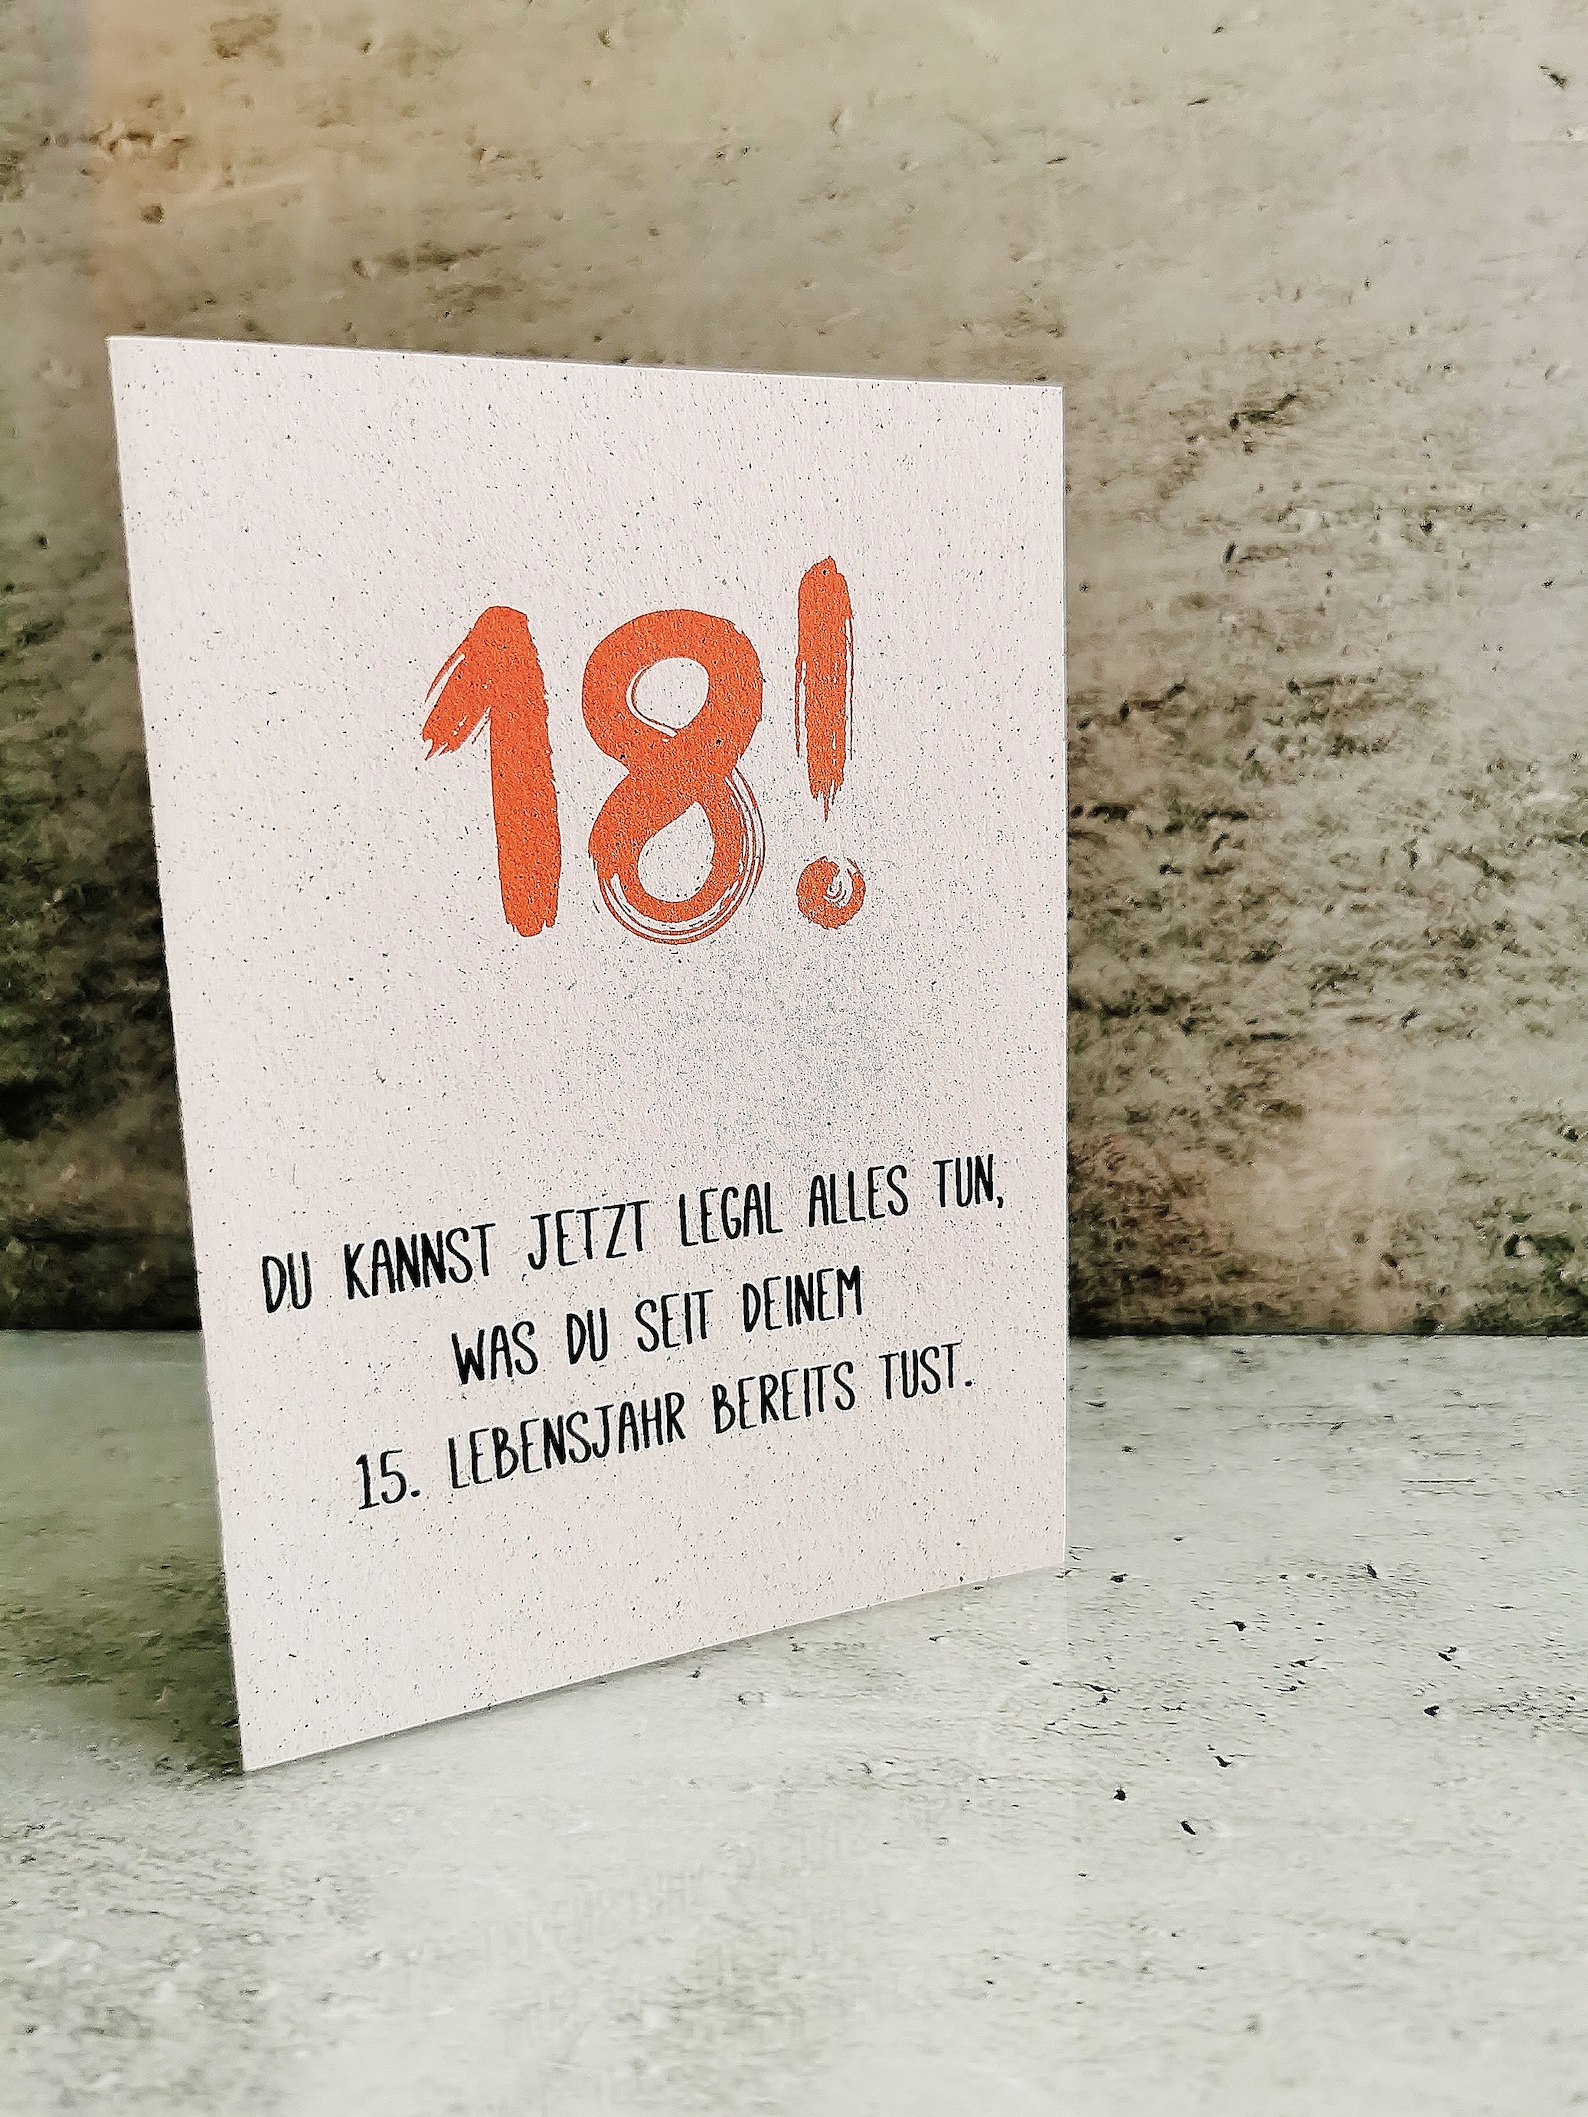 18!
DU KANNST JETZT LEGAL ALLES TUN,
WAS DU SEIT DEINEM
15. LEBENSJAHR BEREITS TUST.